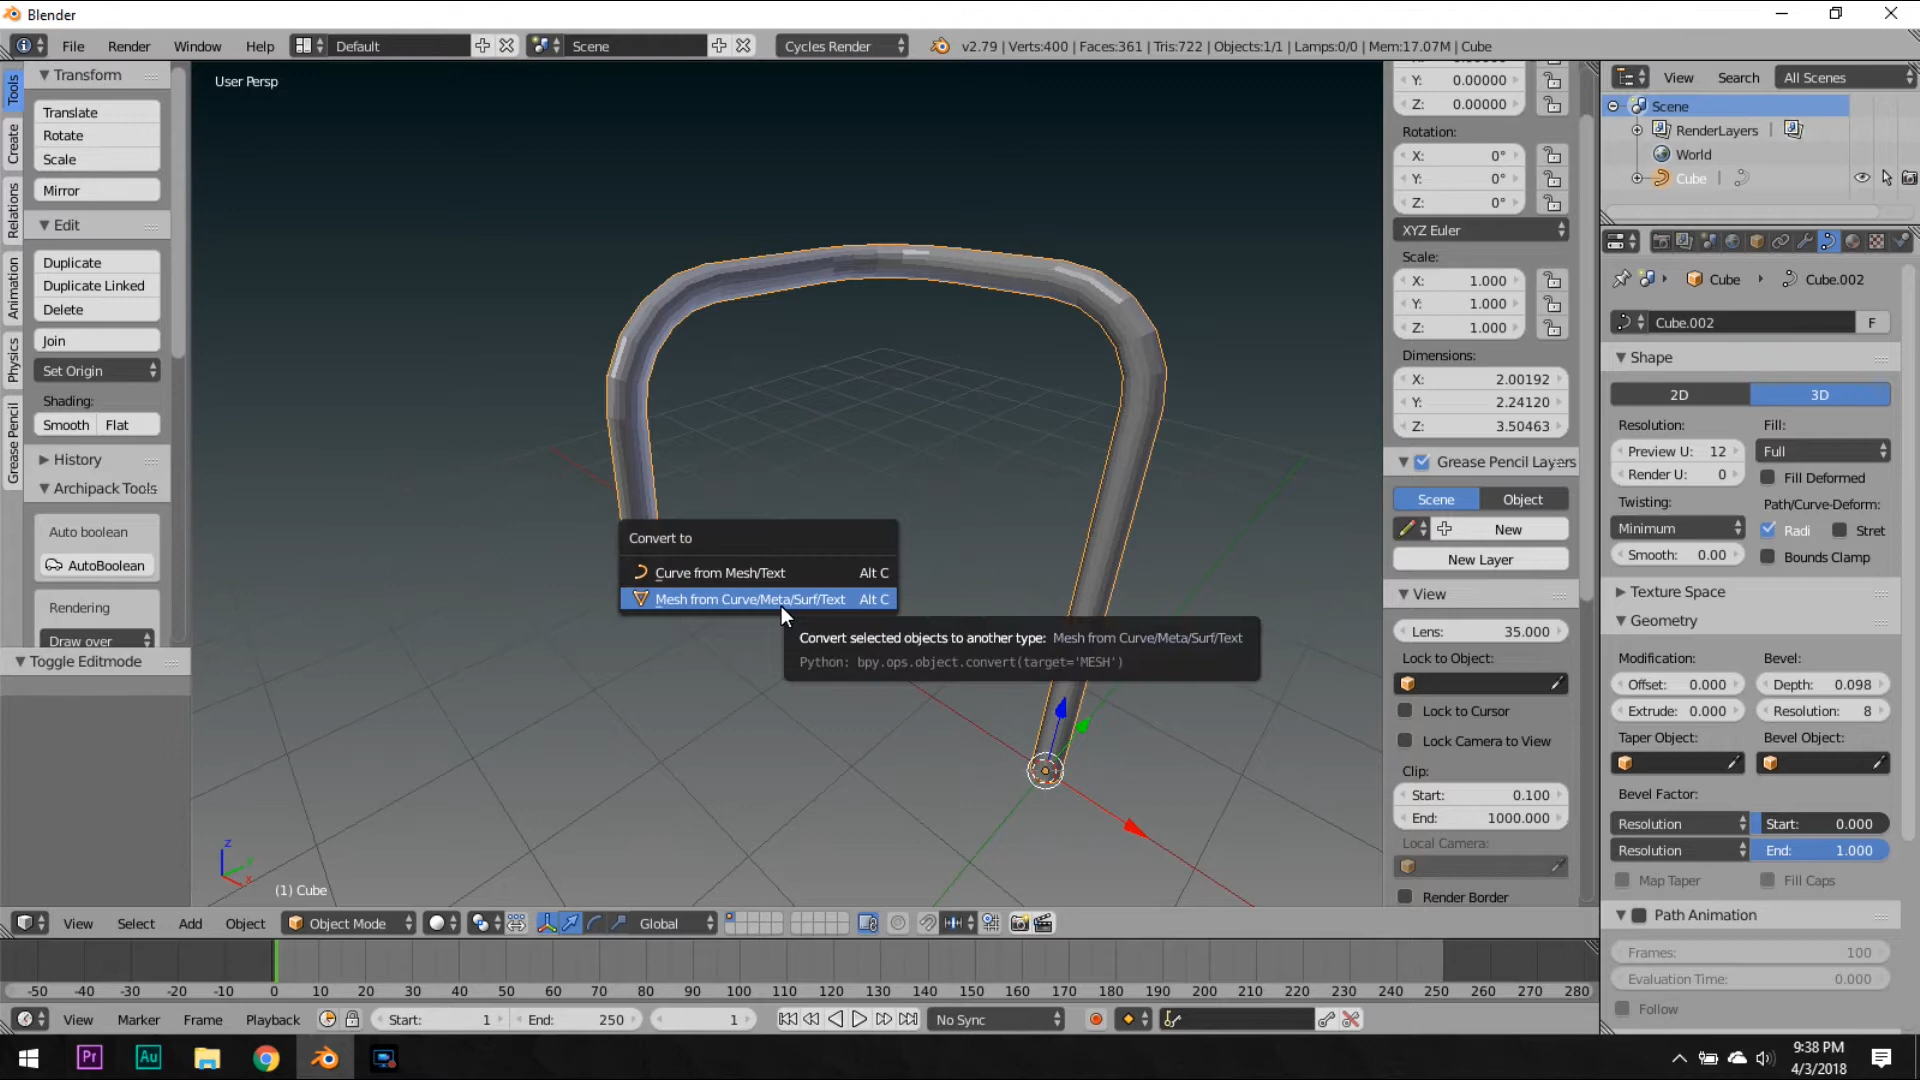 Blender
File Render Window Help Default Scene Cycles Render v2.79 | Verts:400 | Faces:361 | Tris:722 | Objects:1/1 | Lamps:0/0 | Mem:17.07M | Cube
Tools
Create
Relations
Animation
Physics
Grease Pencil
Transform
Translate
Rotate
Scale
Mirror
Edit
Duplicate
Duplicate Linked
Delete
Join
Set Origin
Shading:
Smooth Flat
History
Archipack Tools
Auto boolean
AutoBoolean
Rendering
Draw over
Toggle Editmode
User Persp
Convert to
Curve from Mesh/Text Alt C
Mesh from Curve/Meta/Surf/Text Alt C
Convert selected objects to another type: Mesh from Curve/Meta/Surf/Text
Python: bpy.ops.object.convert(target='MESH')
z
y
x
(1) Cube
Y: 0.00000
Z: 0.00000
Rotation:
X: 0°
Y: 0°
Z: 0°
XYZ Euler
Scale:
X: 1.000
Y: 1.000
Z: 1.000
Dimensions:
X: 2.00192
Y: 2.24120
Z: 3.50463
Grease Pencil Layers
Scene Object
New
New Layer
View
Lens: 35.000
Lock to Object:
Lock to Cursor
Lock Camera to View
Clip:
Start: 0.100
End: 1000.000
Local Camera:
Render Border
View Search All Scenes
Scene
RenderLayers |
World
Cube |
Cube Cube.002
Cube.002 F
Shape
2D 3D
Resolution: Fill:
Preview U: 12 Full
Render U: 0 Fill Deformed
Twisting: Path/Curve-Deform:
Minimum Radi Stret
Smooth: 0.00 Bounds Clamp
Texture Space
Geometry
Modification: Bevel:
Offset: 0.000 Depth: 0.098
Extrude: 0.000 Resolution: 8
Taper Object: Bevel Object:
Bevel Factor:
Resolution Start: 0.000
Resolution End: 1.000
Map Taper Fill Caps
Path Animation
Frames: 100
Evaluation Time: 0.000
Follow
View Select Add Object Object Mode Global
-50 -40 -30 -20 -10 0 10 20 30 40 50 60 70 80 90 100 110 120 130 140 150 160 170 180 190 200 210 220 230 240 250 260 270 280
View Marker Frame Playback Start: 1 End: 250 1 No Sync
Pr Au
9:38 PM
4/3/2018